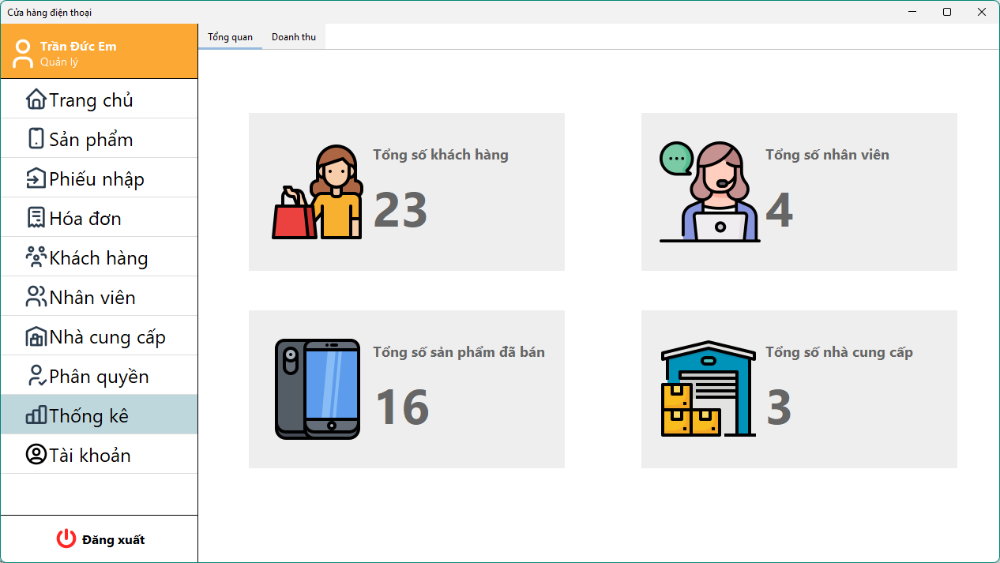 Cửa hàng điện thoại
Trần Đức Em
Quản lý
Trang chủ
Sản phẩm
Phiếu nhập
Hóa đơn
Khách hàng
Nhân viên
Nhà cung cấp
Phân quyền
Thống kê
Tài khoản
Đăng xuất
Tổng quan
Doanh thu
Tổng số khách hàng
23
Tổng số nhân viên
4
Tổng số sản phẩm đã bán
16
Tổng số nhà cung cấp
3